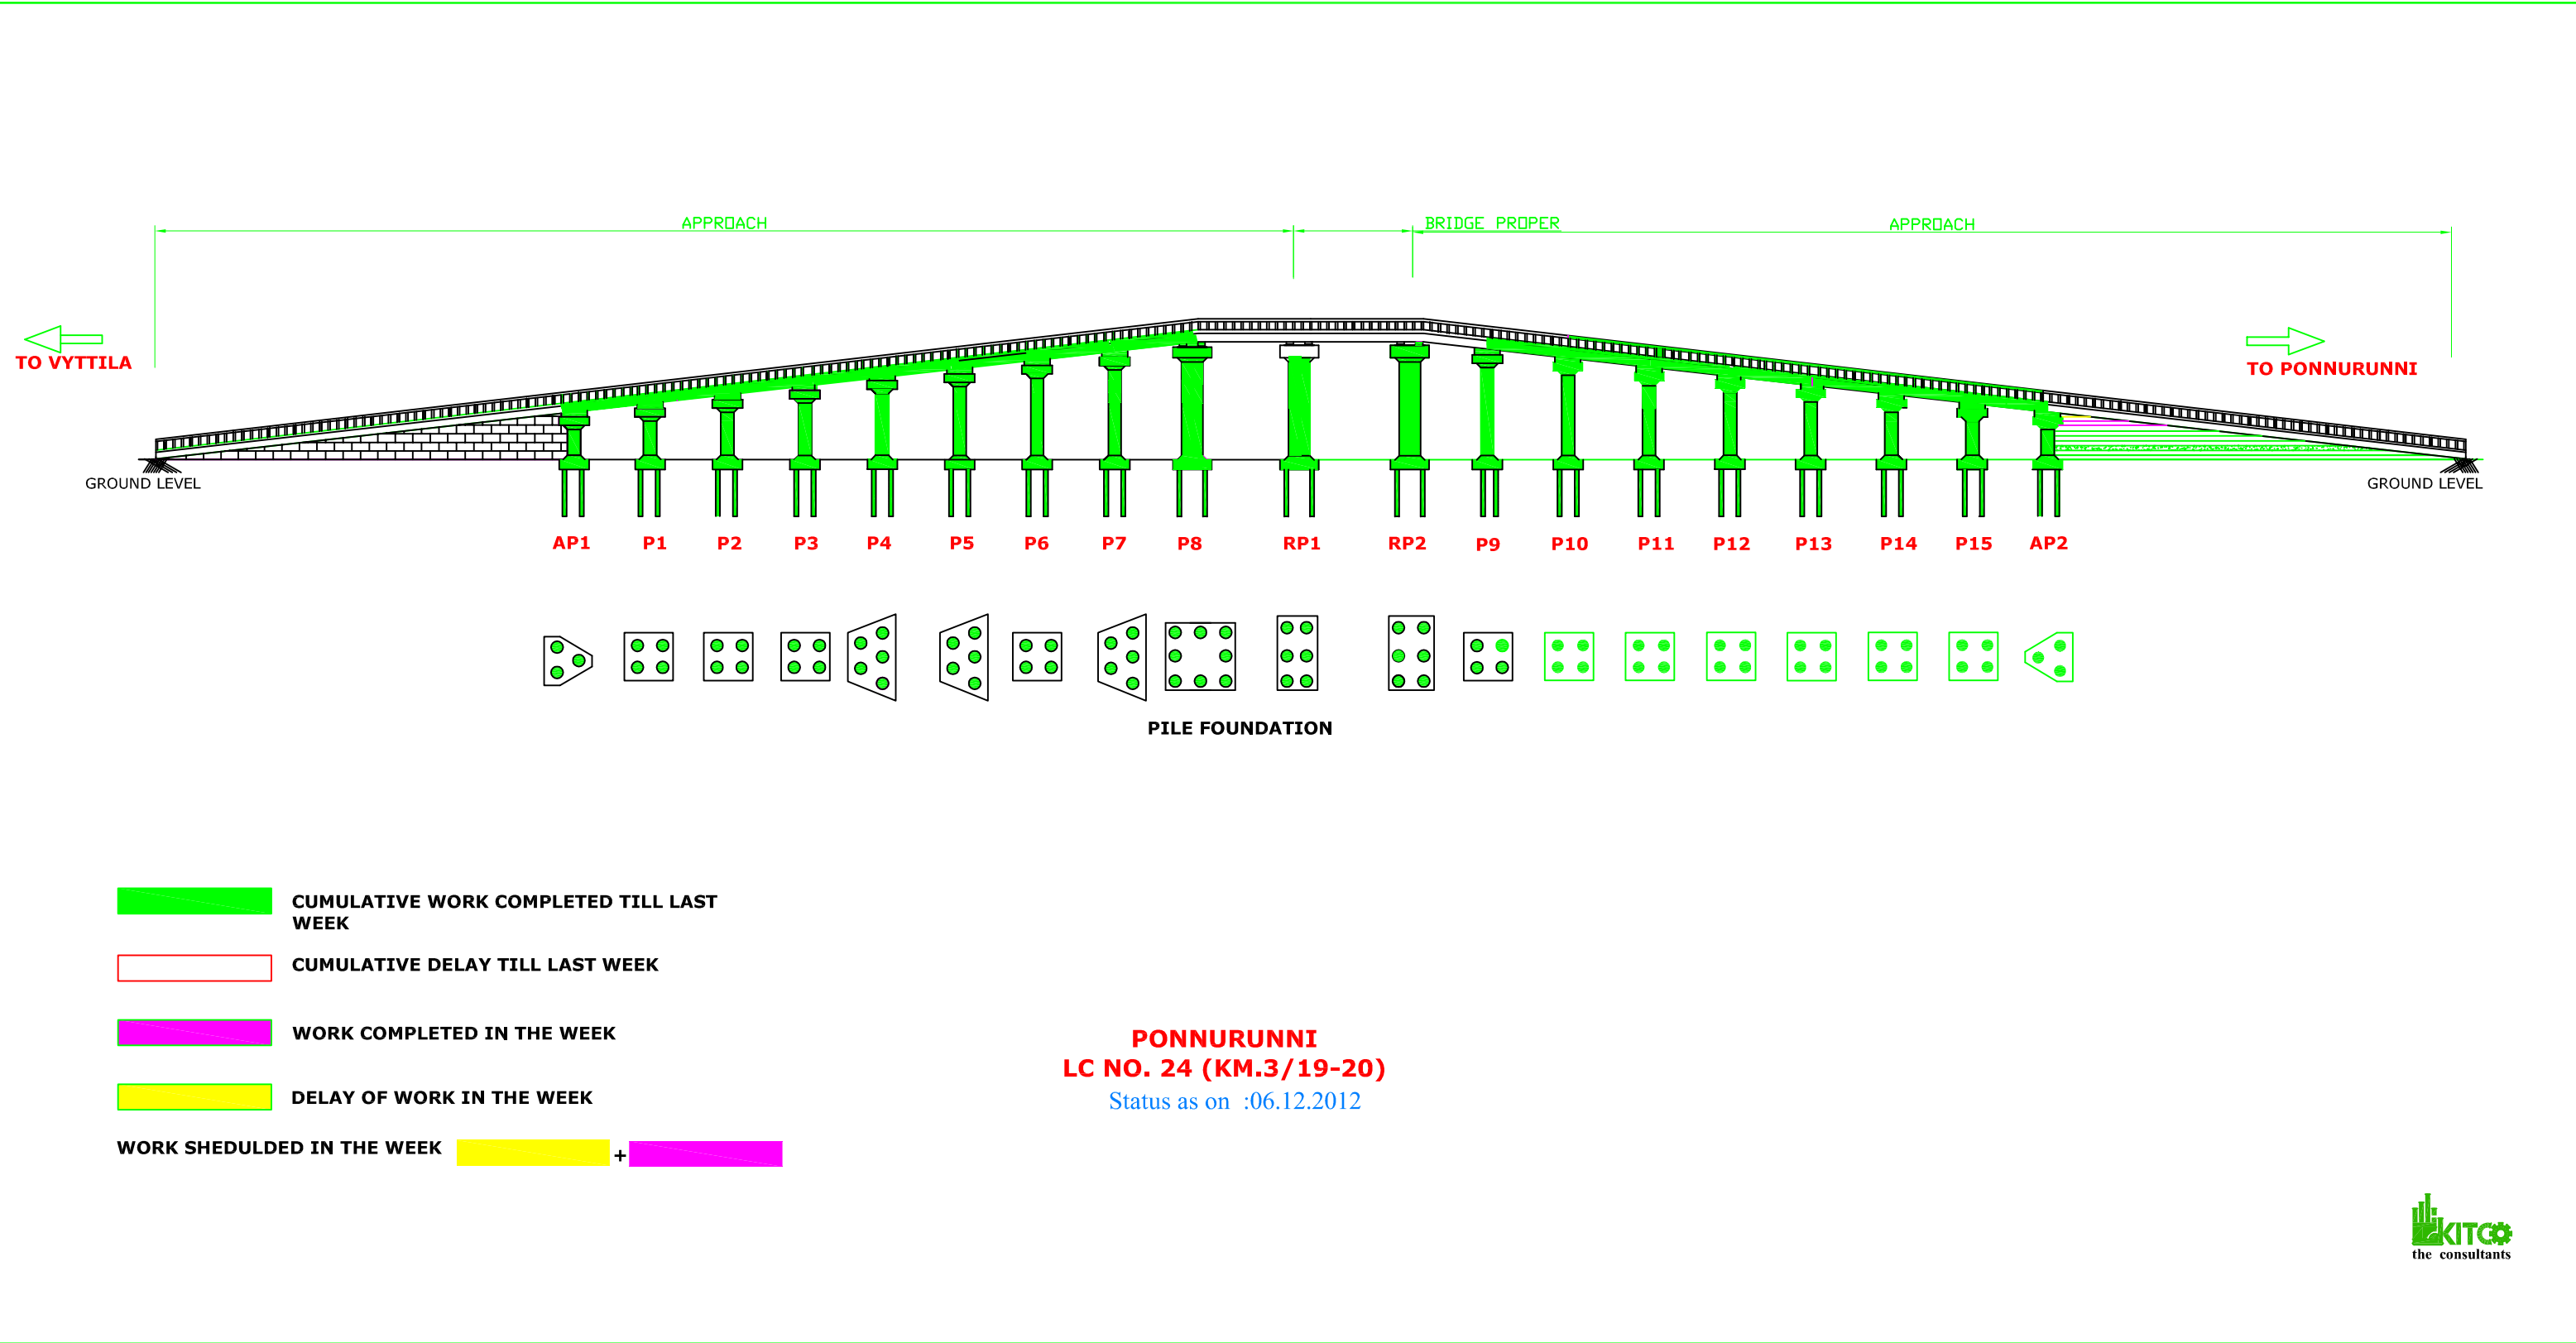 APPROACH
BRIDGE PROPER
APPROACH
TO VYTTILA
TO PONNURUNNI
GROUND LEVEL
GROUND LEVEL
AP1 P1 P2 P3 P4 P5 P6 P7 P8 RP1 RP2 P9 P10 P11 P12 P13 P14 P15 AP2
PILE FOUNDATION
CUMULATIVE WORK COMPLETED TILL LAST
WEEK
CUMULATIVE DELAY TILL LAST WEEK
WORK COMPLETED IN THE WEEK
DELAY OF WORK IN THE WEEK
WORK SHEDULDED IN THE WEEK +
PONNURUNNI
LC NO. 24 (KM.3/19-20)
Status as on :06.12.2012
KITCO
the consultants